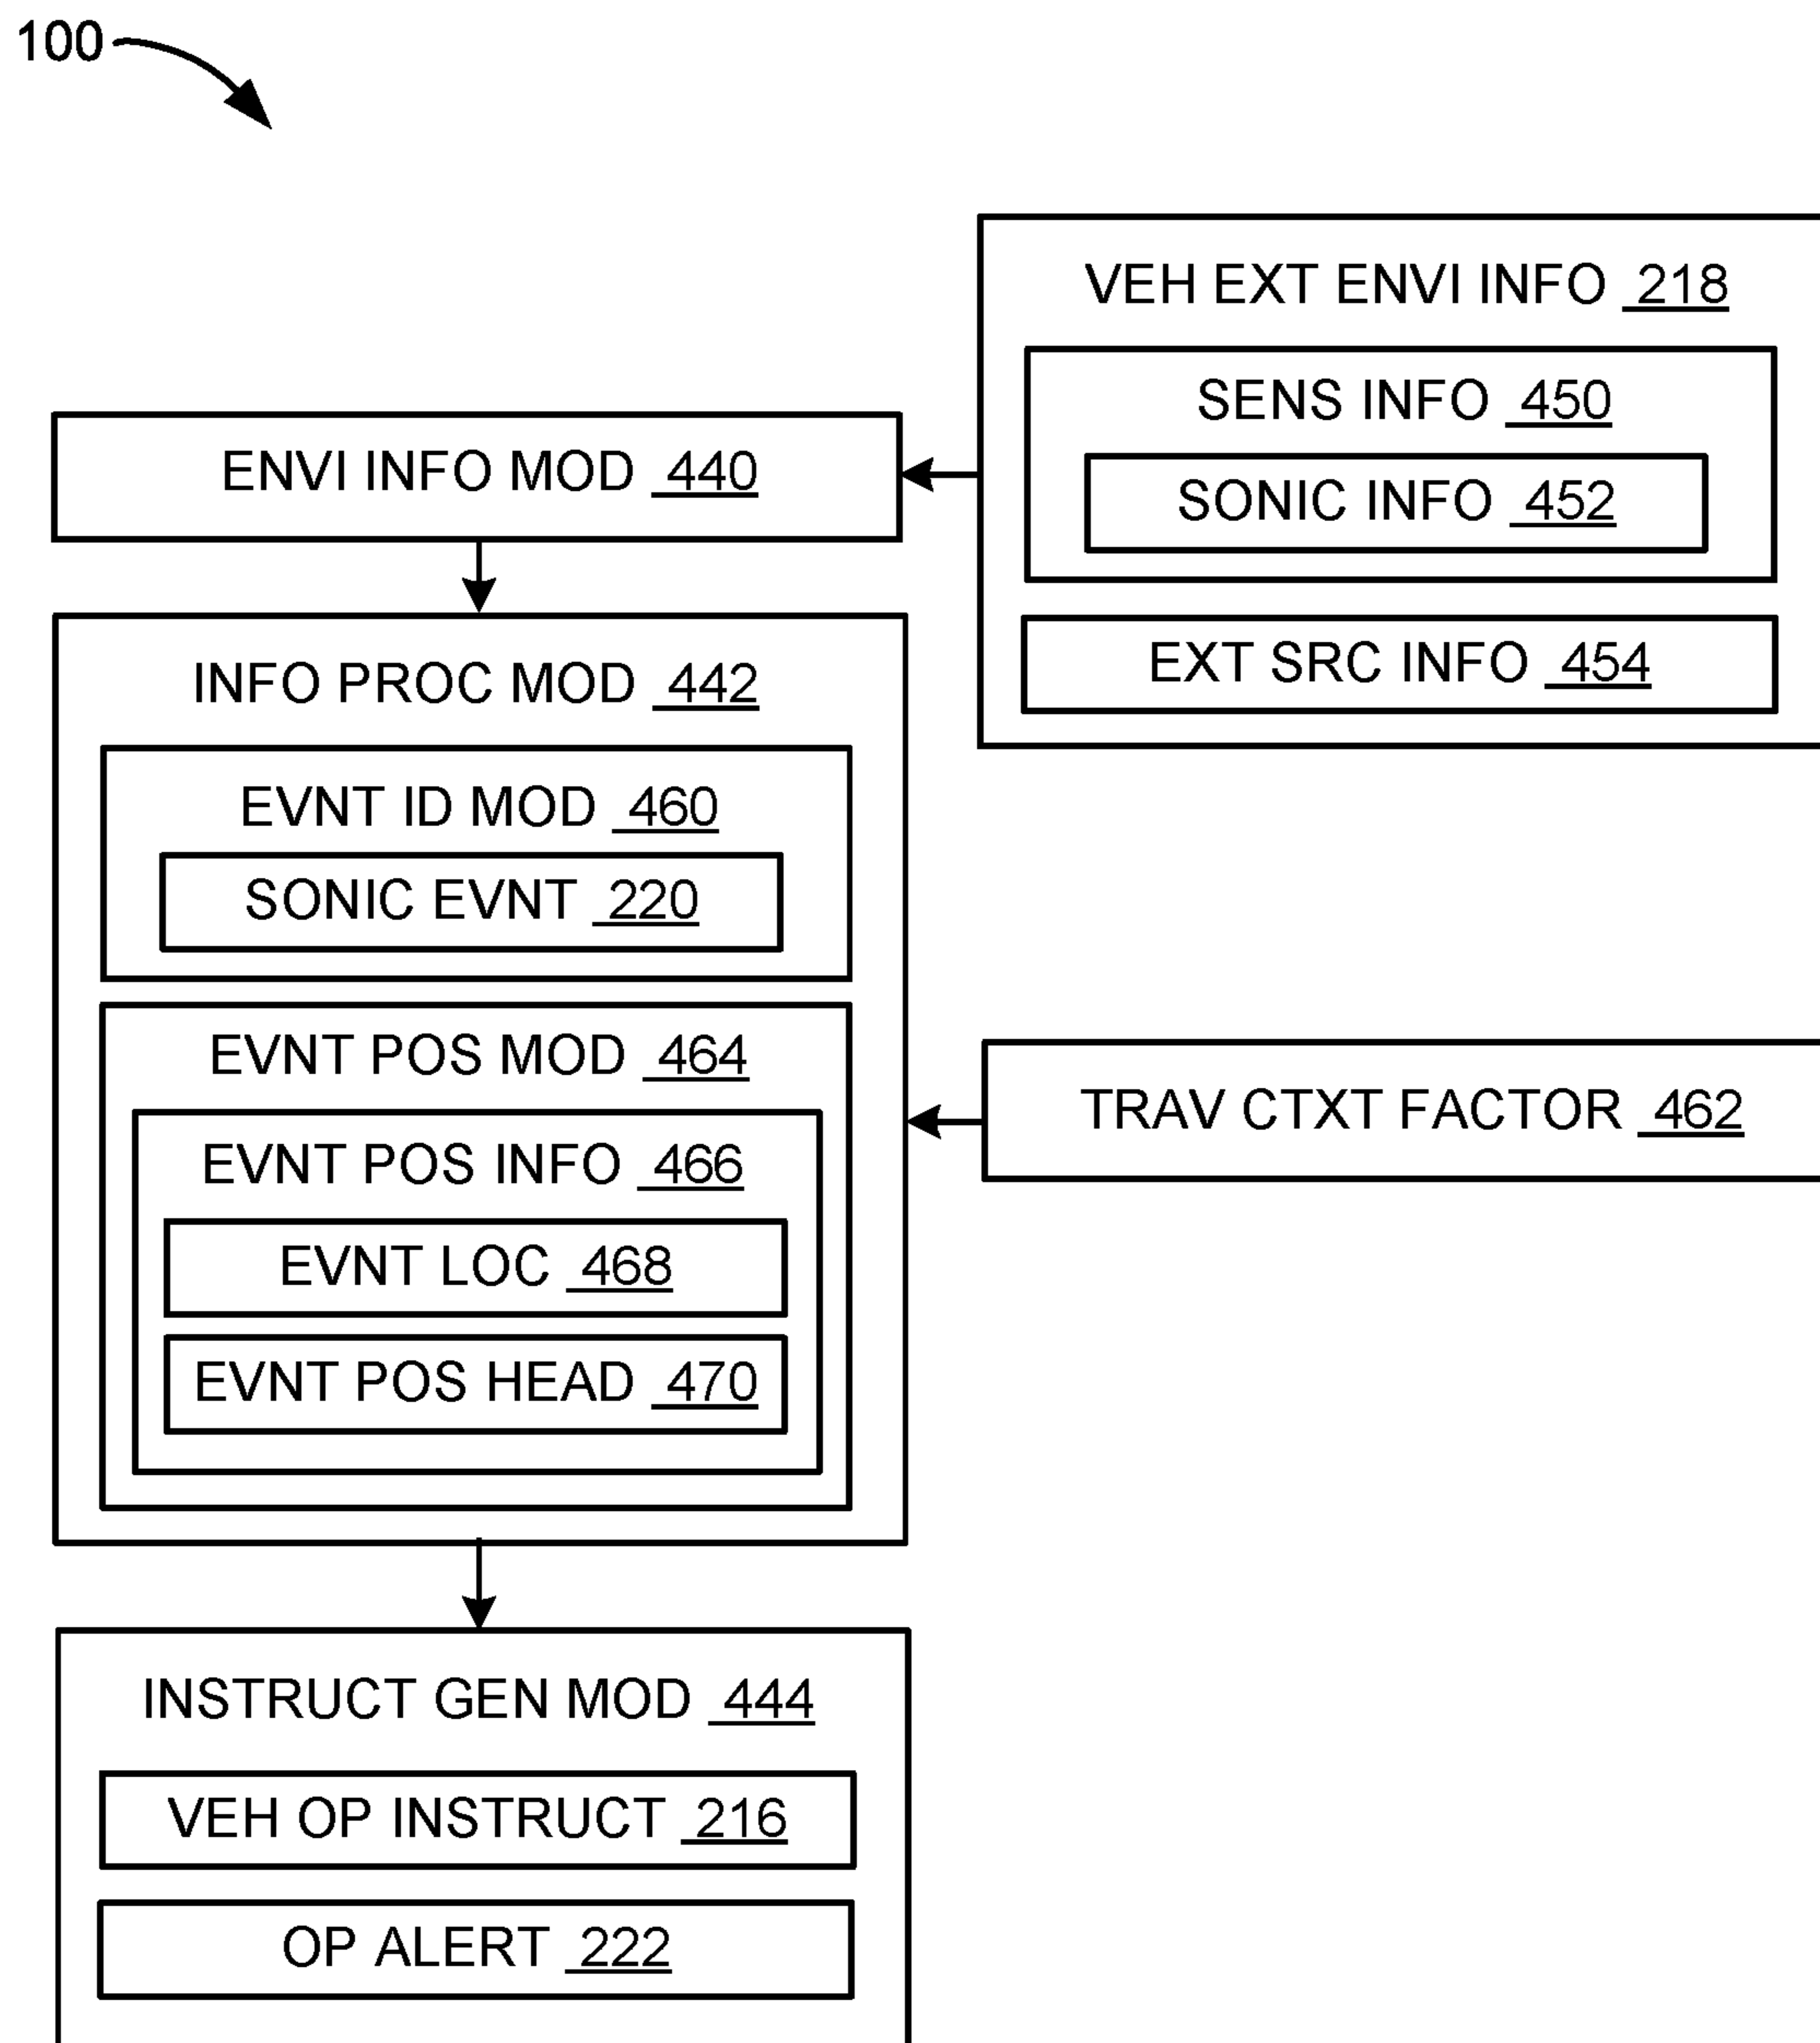 100
VEH EXT ENVI INFO 218
SENS INFO 450
SONIC INFO 452
EXT SRC INFO 454
ENVI INFO MOD 440
INFO PROC MOD 442
EVNT ID MOD 460
SONIC EVNT 220
EVNT POS MOD 464
EVNT POS INFO 466
EVNT LOC 468
EVNT POS HEAD 470
TRAV CTXT FACTOR 462
INSTRUCT GEN MOD 444
VEH OP INSTRUCT 216
OP ALERT 222